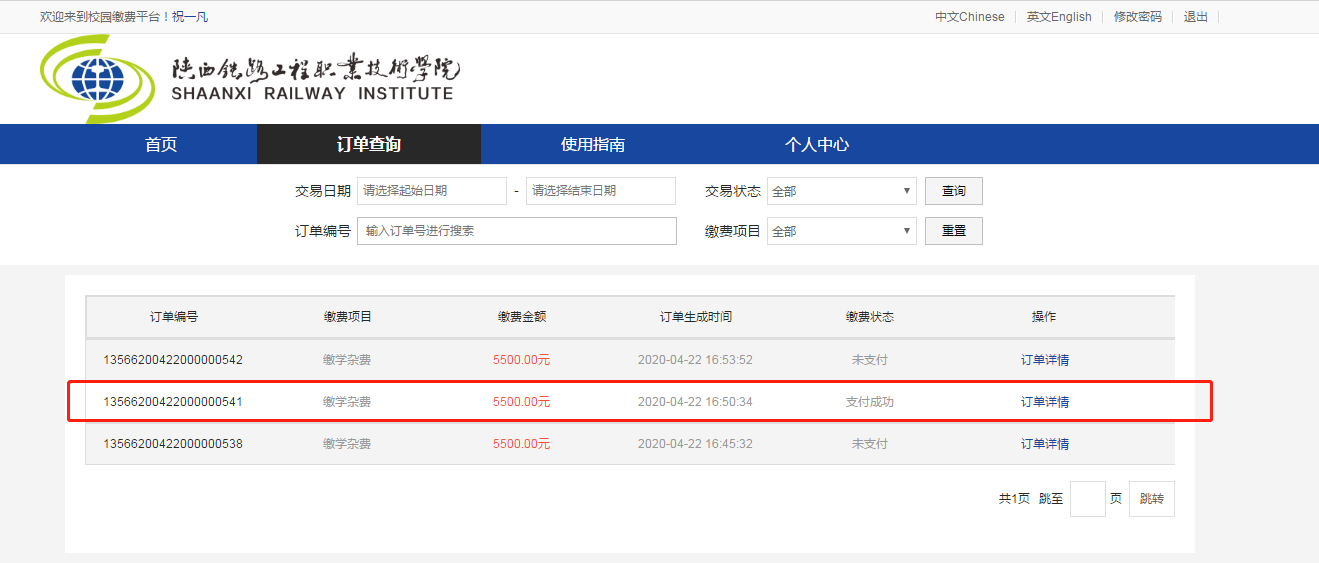 欢迎来到校园缴费平台！祝一凡 中文Chinese 英文English 修改密码 退出
陕西铁路工程职业技術學院
SHAANXI RAILWAY INSTITUTE
首页 订单查询 使用指南 个人中心
交易日期 请选择起始日期 - 请选择结束日期 交易状态 全部 查询
订单编号 输入订单号进行搜索 缴费项目 全部 重置
订单编号 缴费项目 缴费金额 订单生成时间 缴费状态 操作
13566200422000000542 缴学杂费 5500.00元 2020-04-22 16:53:52 未支付 订单详情
13566200422000000541 缴学杂费 5500.00元 2020-04-22 16:50:34 支付成功 订单详情
13566200422000000538 缴学杂费 5500.00元 2020-04-22 16:45:32 未支付 订单详情
共1页 跳至 页 跳转